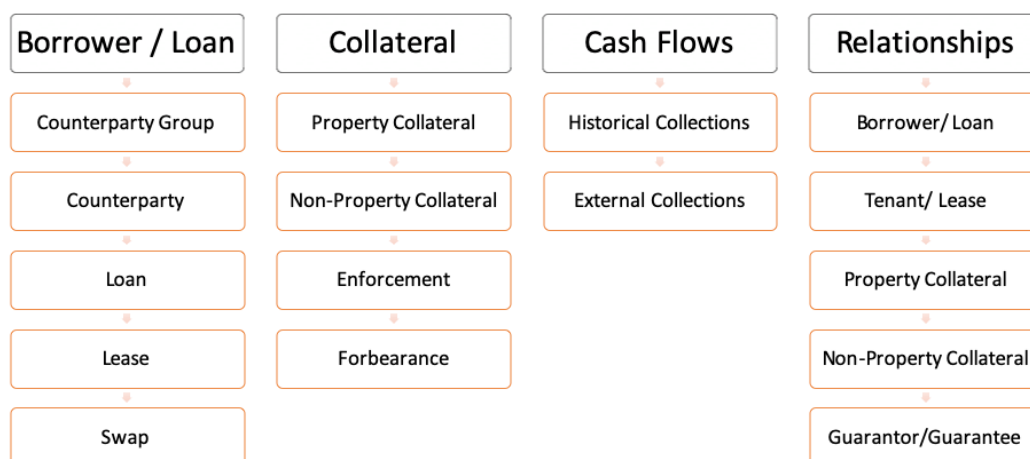 Borrower / Loan
Counterparty Group
Counterparty
Loan
Lease
Swap
Collateral
Property Collateral
Non-Property Collateral
Enforcement
Forbearance
Cash Flows
Historical Collections
External Collections
Relationships
Borrower/ Loan
Tenant/ Lease
Property Collateral
Non-Property Collateral
Guarantor/Guarantee